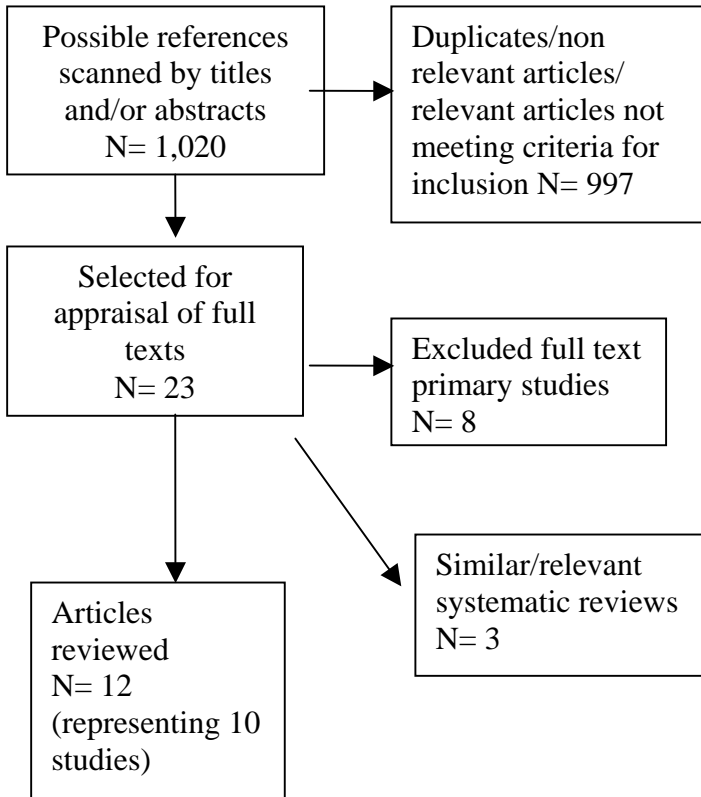 Possible references
scanned by titles
and/or abstracts
N= 1,020
Duplicates/non
relevant articles/
relevant articles not
meeting criteria for
inclusion N= 997
Selected for
appraisal of full
texts
N= 23
Excluded full text
primary studies
N= 8
Similar/relevant
systematic reviews
N= 3
Articles
reviewed
N= 12
(representing 10
studies)